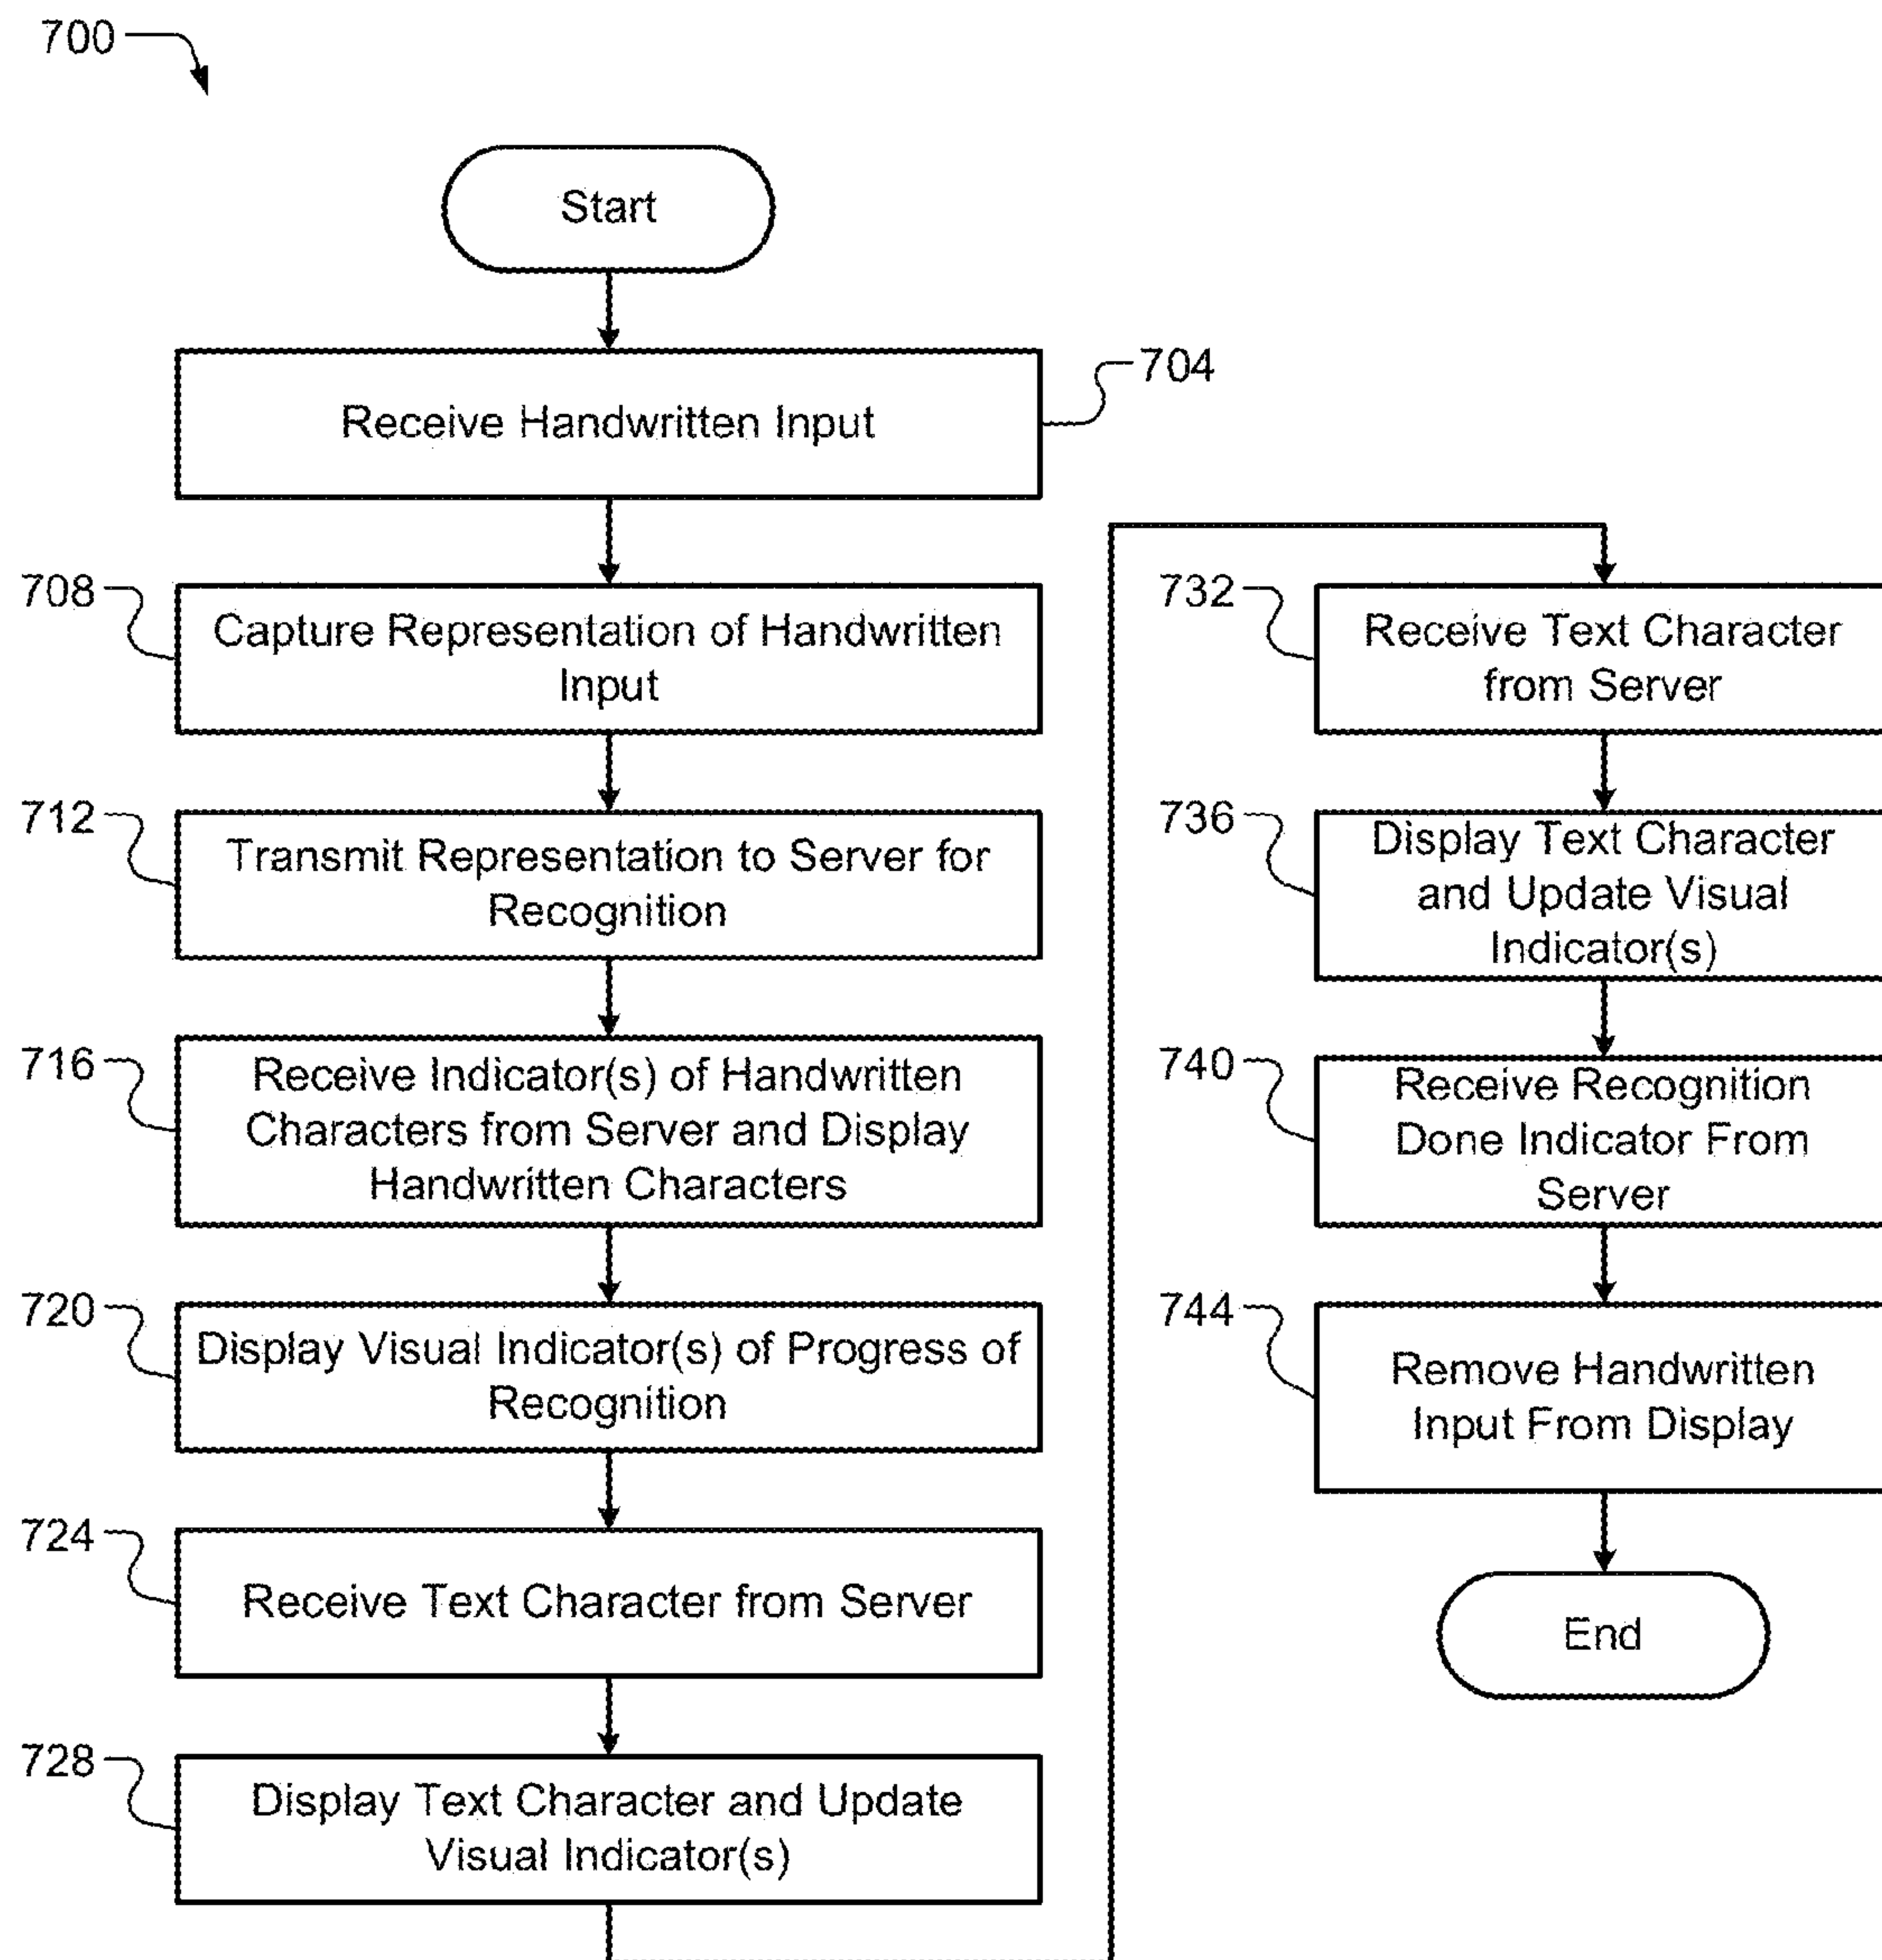 700
Start
Receive Handwritten Input
704
708
Capture Representation of Handwritten
Input
712
Transmit Representation to Server for
Recognition
716
Receive Indicator(s) of Handwritten
Characters from Server and Display
Handwritten Characters
720
Display Visual Indicator(s) of Progress of
Recognition
724
Receive Text Character from Server
728
Display Text Character and Update
Visual Indicator(s)
732
Receive Text Character
from Server
736
Display Text Character
and Update Visual
Indicator(s)
740
Receive Recognition
Done Indicator From
Server
744
Remove Handwritten
Input From Display
End